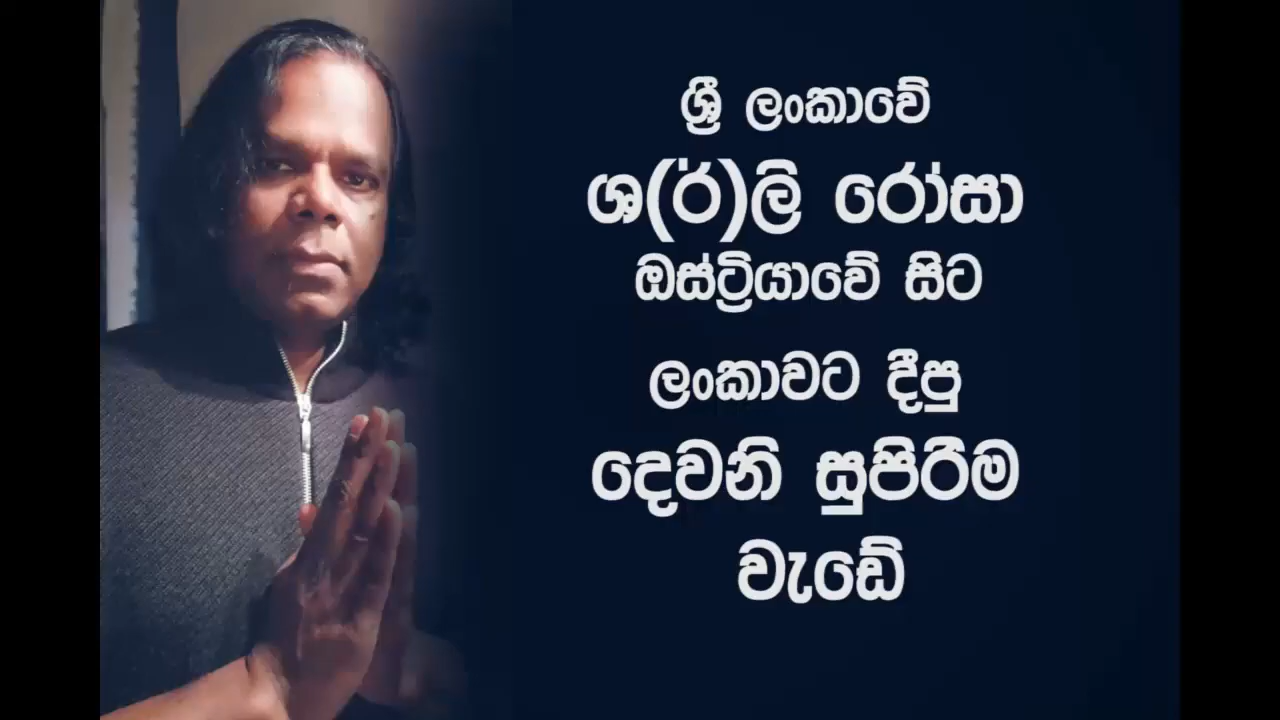 ශ්‍රී ලංකාවේ
ශ(ර්)ලි රෝසා
ඔස්ට්‍රියාවේ සිට
ලංකාවට දීපු
දෙවනි සුපිරිම
වැඩේ